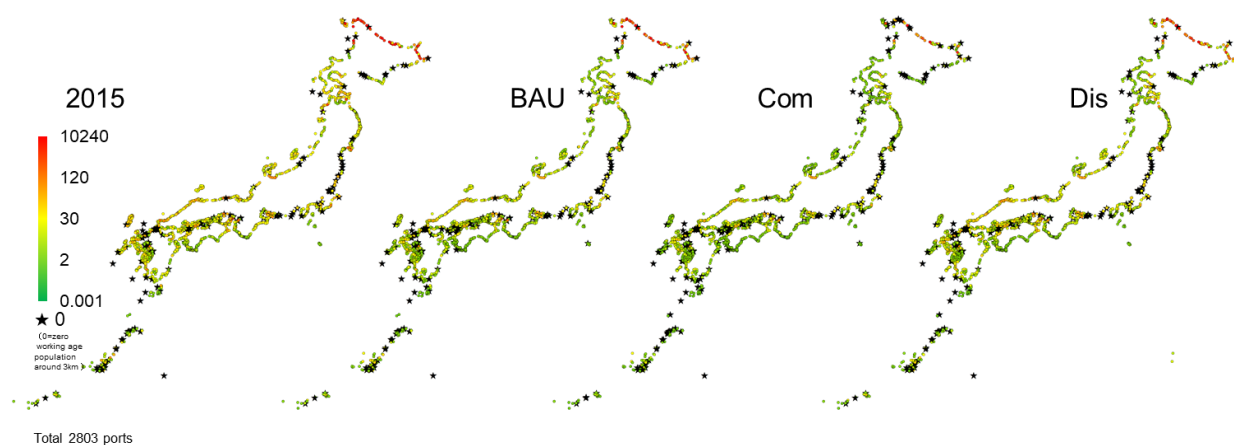 2015
BAU
Com
Dis
10240
120
30
2
0.001
★ 0
(0=zero
working age
population
around 3km )
Total 2803 ports